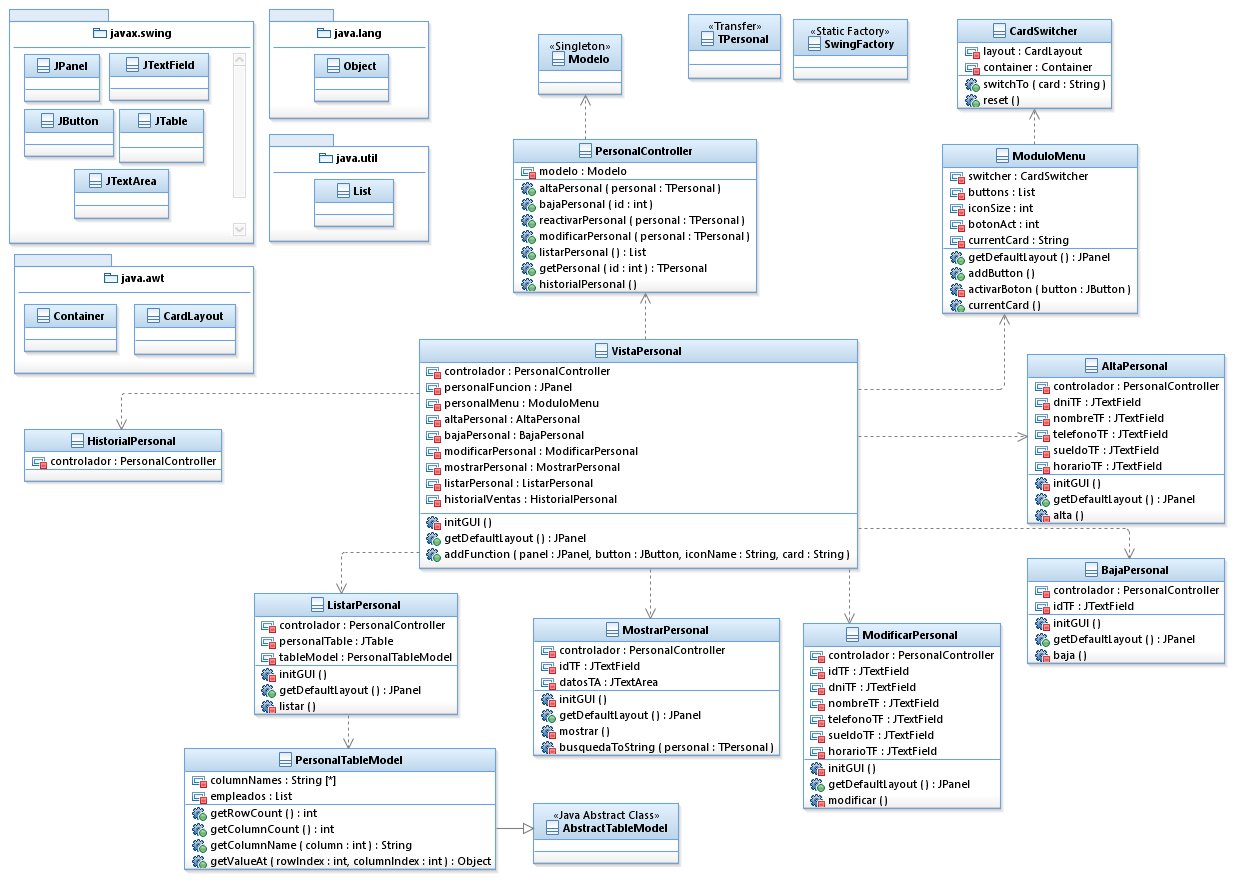 javax.swing
JPanel
JTextField
JButton
JTable
JTextArea
java.lang
Object
java.util
List
java.awt
Container
CardLayout
«Singleton»
Modelo
«Transfer»
TPersonal
«Static Factory»
SwingFactory
CardSwitcher
layout : CardLayout
container : Container
switchTo ( card : String )
reset ( )
PersonalController
modelo : Modelo
altaPersonal ( personal : TPersonal )
bajaPersonal ( id : int )
reactivarPersonal ( personal : TPersonal )
modificarPersonal ( personal : TPersonal )
listarPersonal ( ) : List
getPersonal ( id : int ) : TPersonal
historialPersonal ( )
ModuloMenu
switcher : CardSwitcher
buttons : List
iconSize : int
botonAct : int
currentCard : String
getDefaultLayout ( ) : JPanel
addButton ( )
activarBoton ( button : JButton )
currentCard ( )
VistaPersonal
controlador : PersonalController
personalFuncion : JPanel
personalMenu : ModuloMenu
altaPersonal : AltaPersonal
bajaPersonal : BajaPersonal
modificarPersonal : ModificarPersonal
mostrarPersonal : MostrarPersonal
listarPersonal : ListarPersonal
historialVentas : HistorialPersonal
initGUI ( )
getDefaultLayout ( ) : JPanel
addFunction ( panel : JPanel, button : JButton, iconName : String, card : String )
HistorialPersonal
controlador : PersonalController
AltaPersonal
controlador : PersonalController
dniTF : JTextField
nombreTF : JTextField
telefonoTF : JTextField
sueldoTF : JTextField
horarioTF : JTextField
initGUI ( )
getDefaultLayout ( ) : JPanel
alta ( )
BajaPersonal
controlador : PersonalController
idTF : JTextField
initGUI ( )
getDefaultLayout ( ) : JPanel
baja ( )
ListarPersonal
controlador : PersonalController
personalTable : JTable
tableModel : PersonalTableModel
initGUI ( )
getDefaultLayout ( ) : JPanel
listar ( )
MostrarPersonal
controlador : PersonalController
idTF : JTextField
datosTA : JTextArea
initGUI ( )
getDefaultLayout ( ) : JPanel
mostrar ( )
busquedaToString ( personal : TPersonal )
ModificarPersonal
controlador : PersonalController
idTF : JTextField
dniTF : JTextField
nombreTF : JTextField
telefonoTF : JTextField
sueldoTF : JTextField
horarioTF : JTextField
initGUI ( )
getDefaultLayout ( ) : JPanel
modificar ( )
PersonalTableModel
columnNames : String [*]
empleados : List
getRowCount ( ) : int
getColumnCount ( ) : int
getColumnName ( column : int ) : String
getValueAt ( rowIndex : int, columnIndex : int ) : Object
«Java Abstract Class»
AbstractTableModel